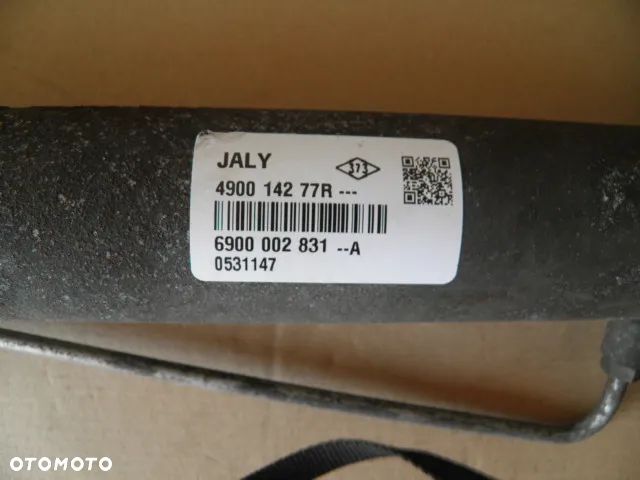 JALY
373
4900 142 77R ---
6900 002 831 --A
0531147
OTOMOTO